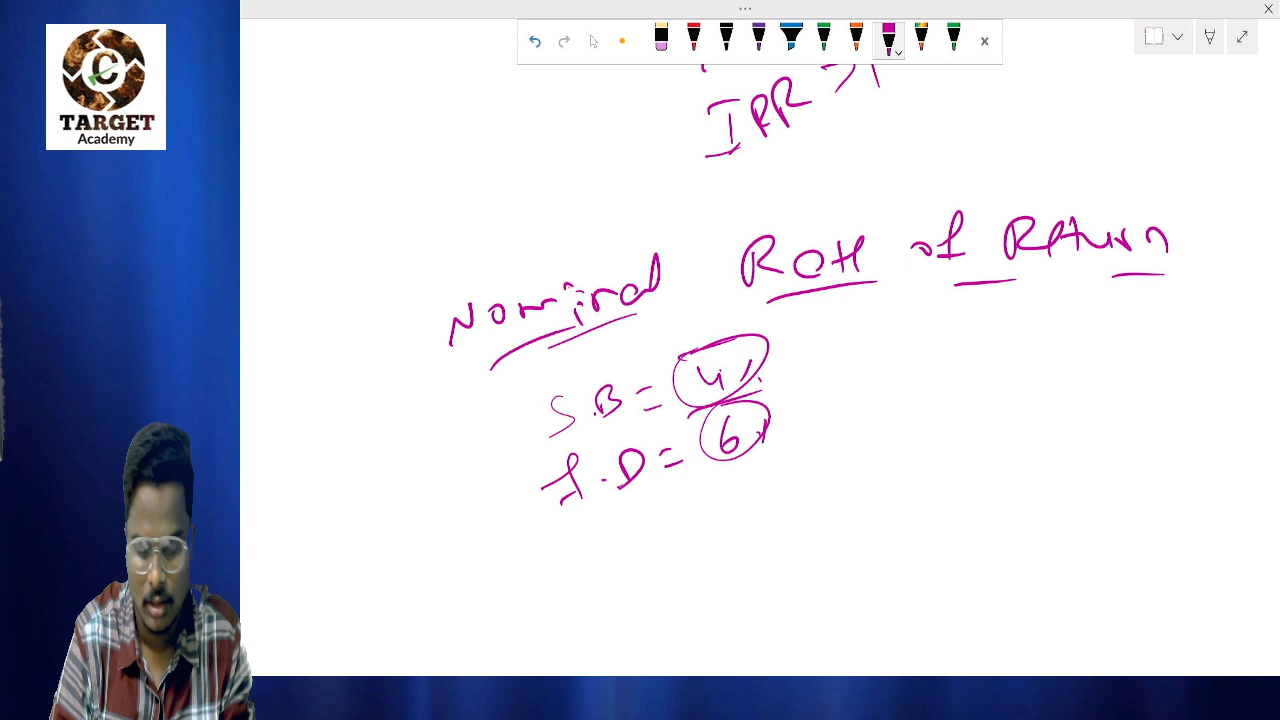 TARGET
Academy
IRR
Nominal Rate of Return
S.B = 4%
F.D = 6%